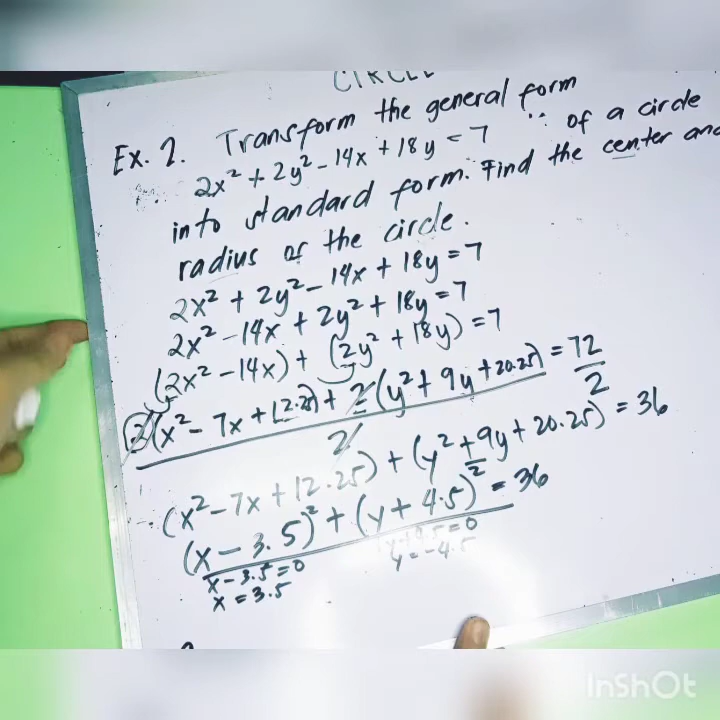 CIRCLE
Ex. 2. Transform the general form
2x² + 2y² - 14x + 18y = 7 of a circle
into standard form. Find the center and
radius of the circle.
2x² + 2y² - 14x + 18y = 7
2x² - 14x + 2y² + 18y = 7
(2x² - 14x) + (2y² + 18y) = 7
2(x² - 7x + 12.25) + 2(y² + 9y + 20.25) = 72
2 2
(x² - 7x + 12.25) + (y² + 9y + 20.25) = 36
2
(x - 3.5)² + (y + 4.5)² = 36
x - 3.5 = 0 y + 4.5 = 0
x = 3.5 y = -4.5
InShOt